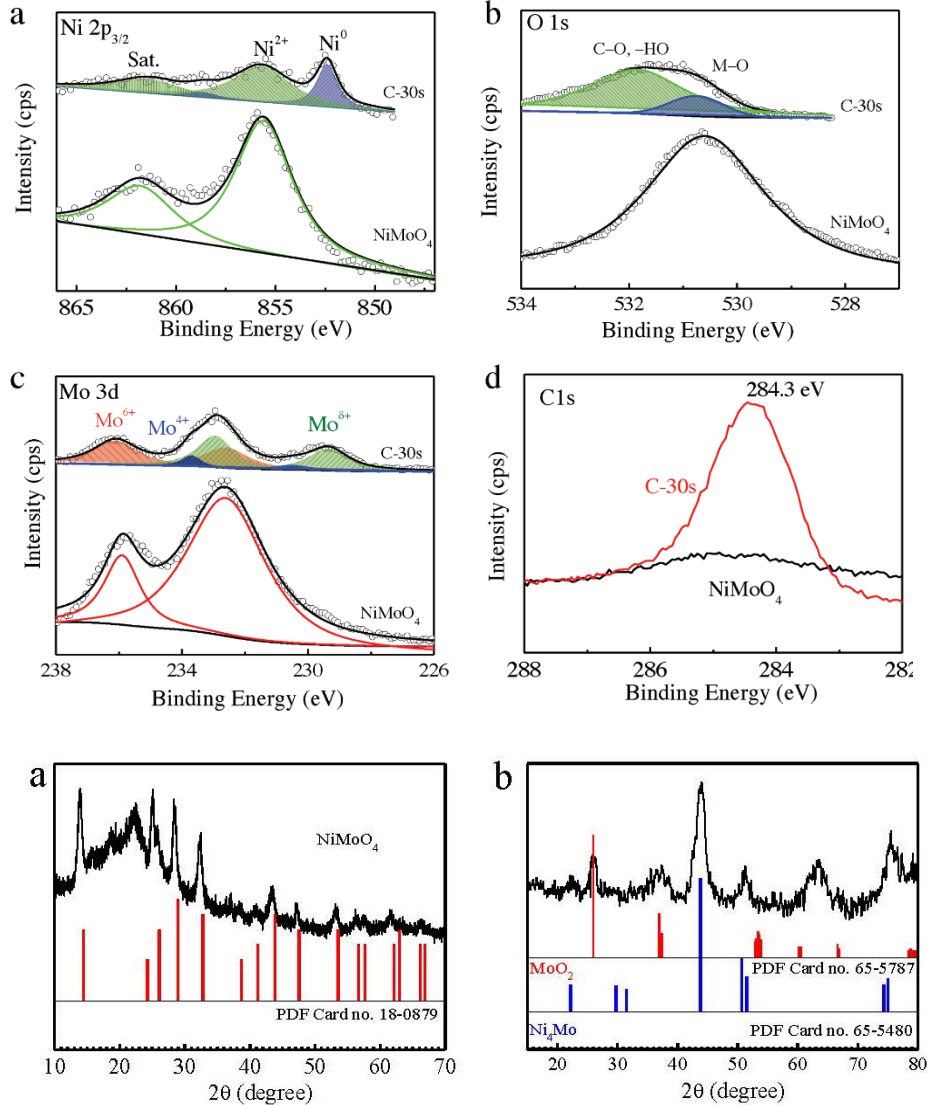 a
Ni 2p3/2
Sat.
Ni2+
Ni0
C-30s
NiMoO4
Intensity (cps)
865 860 855 850
Binding Energy (eV)
b
O 1s
C–O, –HO
M–O
C-30s
NiMoO4
Intensity (cps)
534 532 530 528
Binding Energy (eV)
c
Mo 3d
Mo6+
Mo4+
Moδ+
C-30s
NiMoO4
Intensity (cps)
238 234 230 226
Binding Energy (eV)
d
C1s
284.3 eV
C-30s
NiMoO4
Intensity (cps)
288 286 284 282
Binding Energy (eV)
a
NiMoO4
PDF Card no. 18-0879
10 20 30 40 50 60 70
2θ (degree)
b
MoO2
PDF Card no. 65-5787
Ni4Mo
PDF Card no. 65-5480
20 30 40 50 60 70 80
2θ (degree)